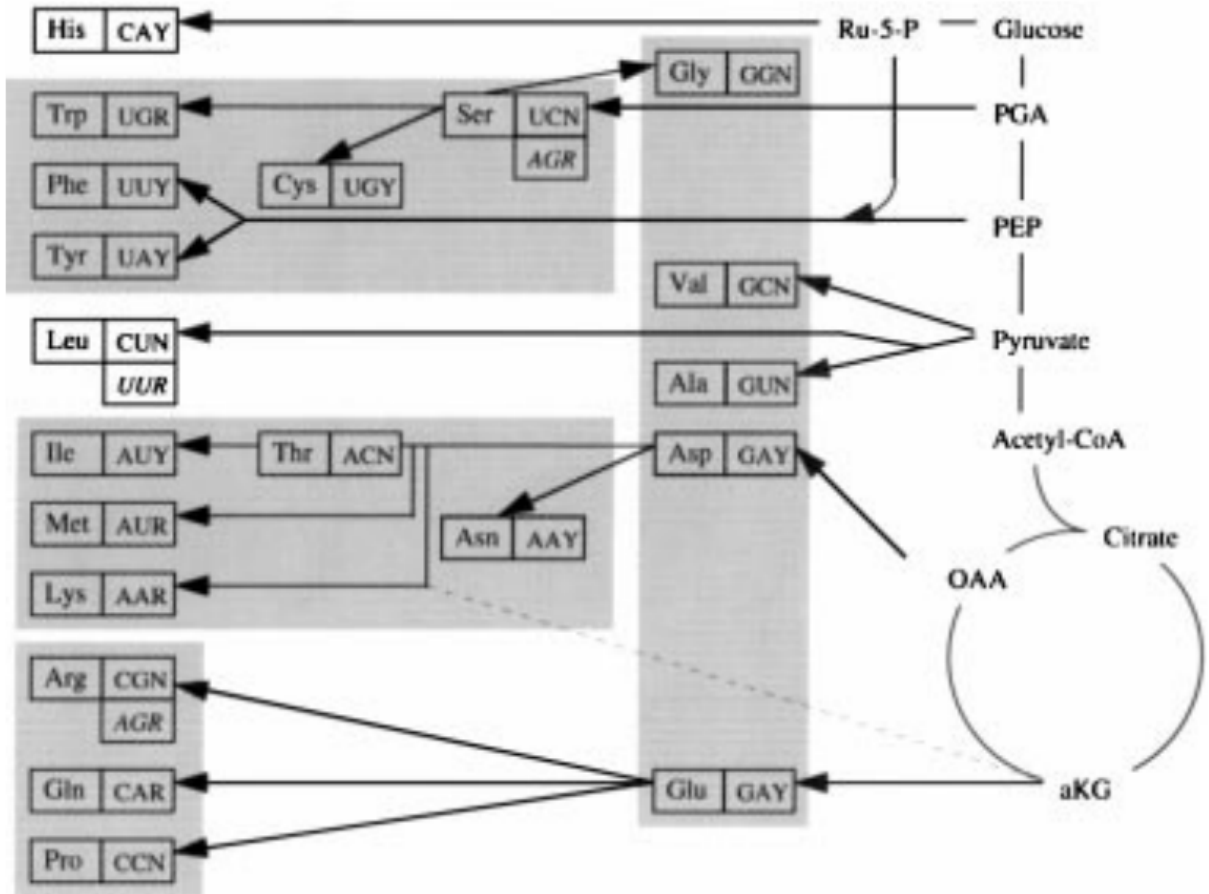 His CAY Ru-5-P Glucose
Gly GGN
Trp UGR Ser UCN PGA
AGR
Phe UUY Cys UGY
PEP
Tyr UAY
Val GCN
Leu CUN Pyruvate
UUR
Ala GUN
Acetyl-CoA
Ile AUY Thr ACN Asp GAY
Met AUR Asn AAY Citrate
OAA
Lys AAR
Arg CGN
AGR
Gln CAR Glu GAY aKG
Pro CCN